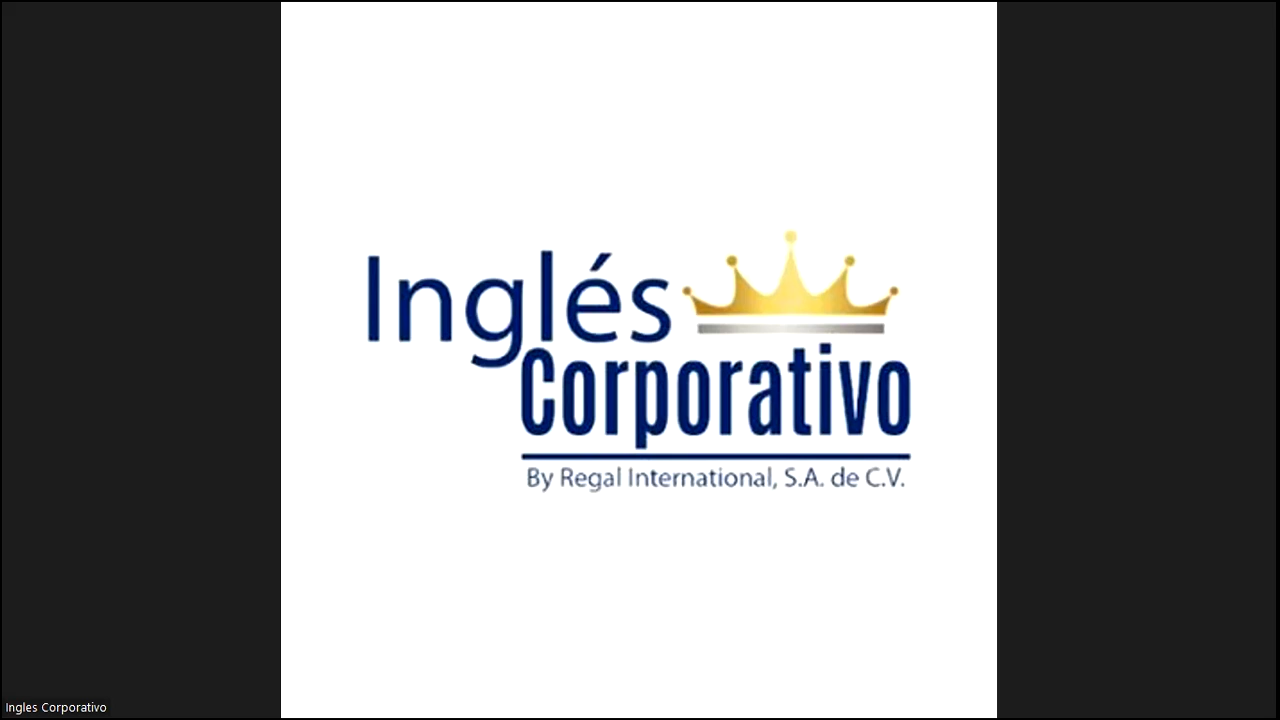 Inglés
Corporativo
By Regal International, S.A. de C.V.
Ingles Corporativo